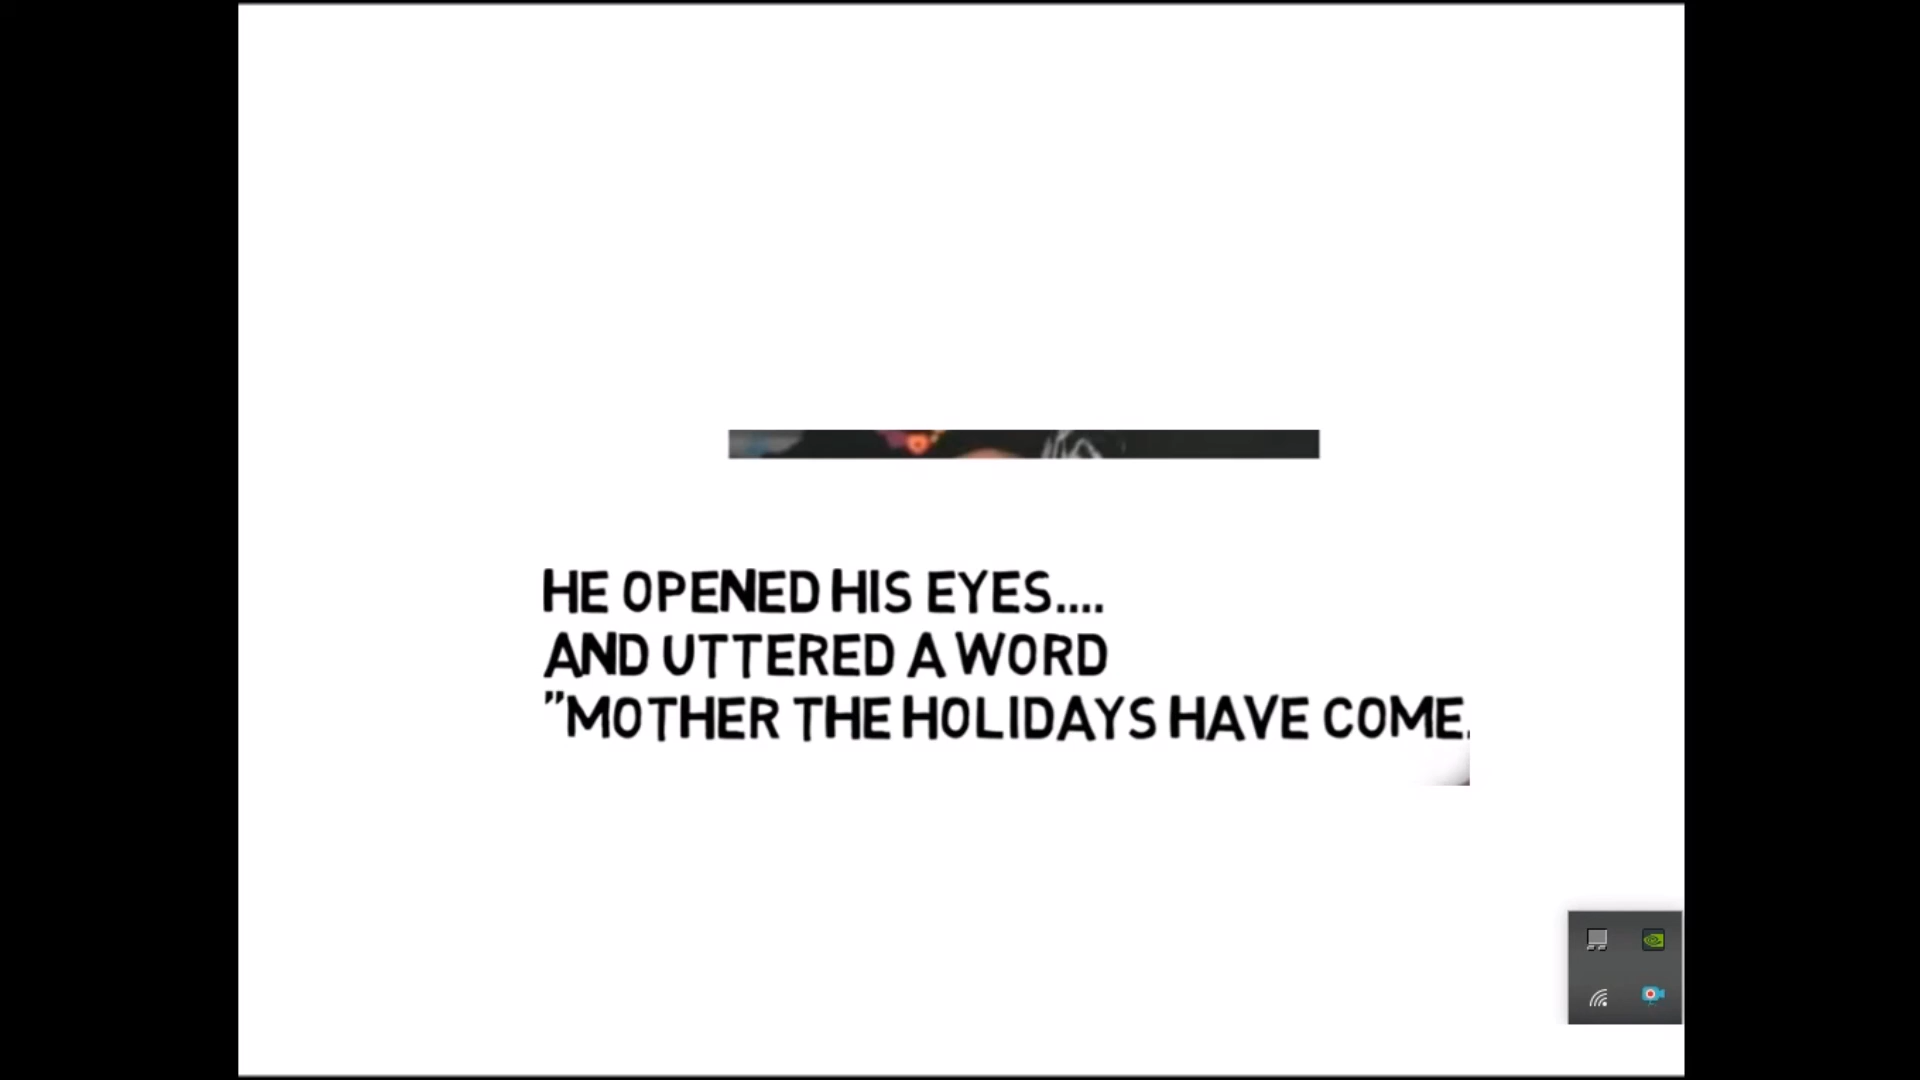 HE OPENED HIS EYES....
AND UTTERED A WORD
"MOTHER THE HOLIDAYS HAVE COME.